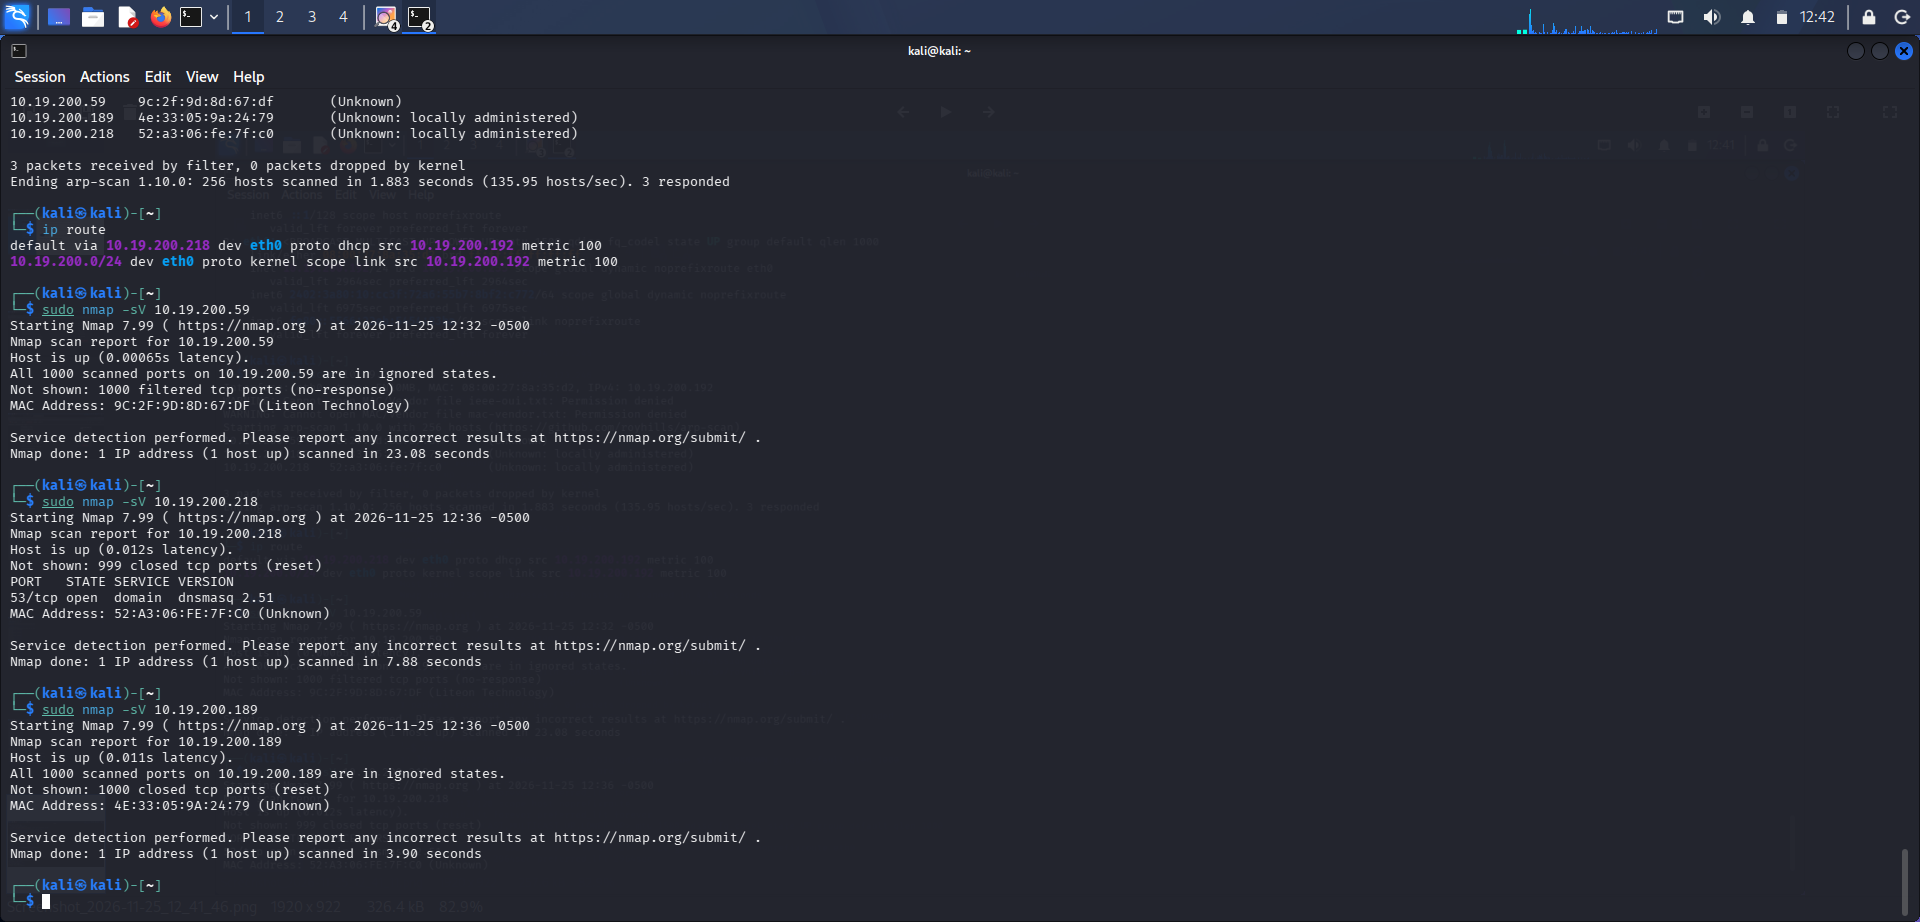 1 2 3 4 4 2 12:42
kali@kali: ~
Session Actions Edit View Help
10.19.200.59 9c:2f:9d:8d:67:df (Unknown)
10.19.200.189 4e:33:05:9a:24:79 (Unknown: locally administered)
10.19.200.218 52:a3:06:fe:7f:c0 (Unknown: locally administered)
3 packets received by filter, 0 packets dropped by kernel
Ending arp-scan 1.10.0: 256 hosts scanned in 1.883 seconds (135.95 hosts/sec). 3 responded
┌──(kali㉿kali)-[~]
└─$ ip route
default via 10.19.200.218 dev eth0 proto dhcp src 10.19.200.192 metric 100
10.19.200.0/24 dev eth0 proto kernel scope link src 10.19.200.192 metric 100
┌──(kali㉿kali)-[~]
└─$ sudo nmap -sV 10.19.200.59
Starting Nmap 7.99 ( https://nmap.org ) at 2026-11-25 12:32 -0500
Nmap scan report for 10.19.200.59
Host is up (0.00065s latency).
All 1000 scanned ports on 10.19.200.59 are in ignored states.
Not shown: 1000 filtered tcp ports (no-response)
MAC Address: 9C:2F:9D:8D:67:DF (Liteon Technology)
Service detection performed. Please report any incorrect results at https://nmap.org/submit/ .
Nmap done: 1 IP address (1 host up) scanned in 23.08 seconds
┌──(kali㉿kali)-[~]
└─$ sudo nmap -sV 10.19.200.218
Starting Nmap 7.99 ( https://nmap.org ) at 2026-11-25 12:36 -0500
Nmap scan report for 10.19.200.218
Host is up (0.012s latency).
Not shown: 999 closed tcp ports (reset)
PORT STATE SERVICE VERSION
53/tcp open domain dnsmasq 2.51
MAC Address: 52:A3:06:FE:7F:C0 (Unknown)
Service detection performed. Please report any incorrect results at https://nmap.org/submit/ .
Nmap done: 1 IP address (1 host up) scanned in 7.88 seconds
┌──(kali㉿kali)-[~]
└─$ sudo nmap -sV 10.19.200.189
Starting Nmap 7.99 ( https://nmap.org ) at 2026-11-25 12:36 -0500
Nmap scan report for 10.19.200.189
Host is up (0.011s latency).
All 1000 scanned ports on 10.19.200.189 are in ignored states.
Not shown: 1000 closed tcp ports (reset)
MAC Address: 4E:33:05:9A:24:79 (Unknown)
Service detection performed. Please report any incorrect results at https://nmap.org/submit/ .
Nmap done: 1 IP address (1 host up) scanned in 3.90 seconds
┌──(kali㉿kali)-[~]
└─$
Screenshot_2026-11-25_12_41_46.png 1920 x 922 326.4 kB 82.9%